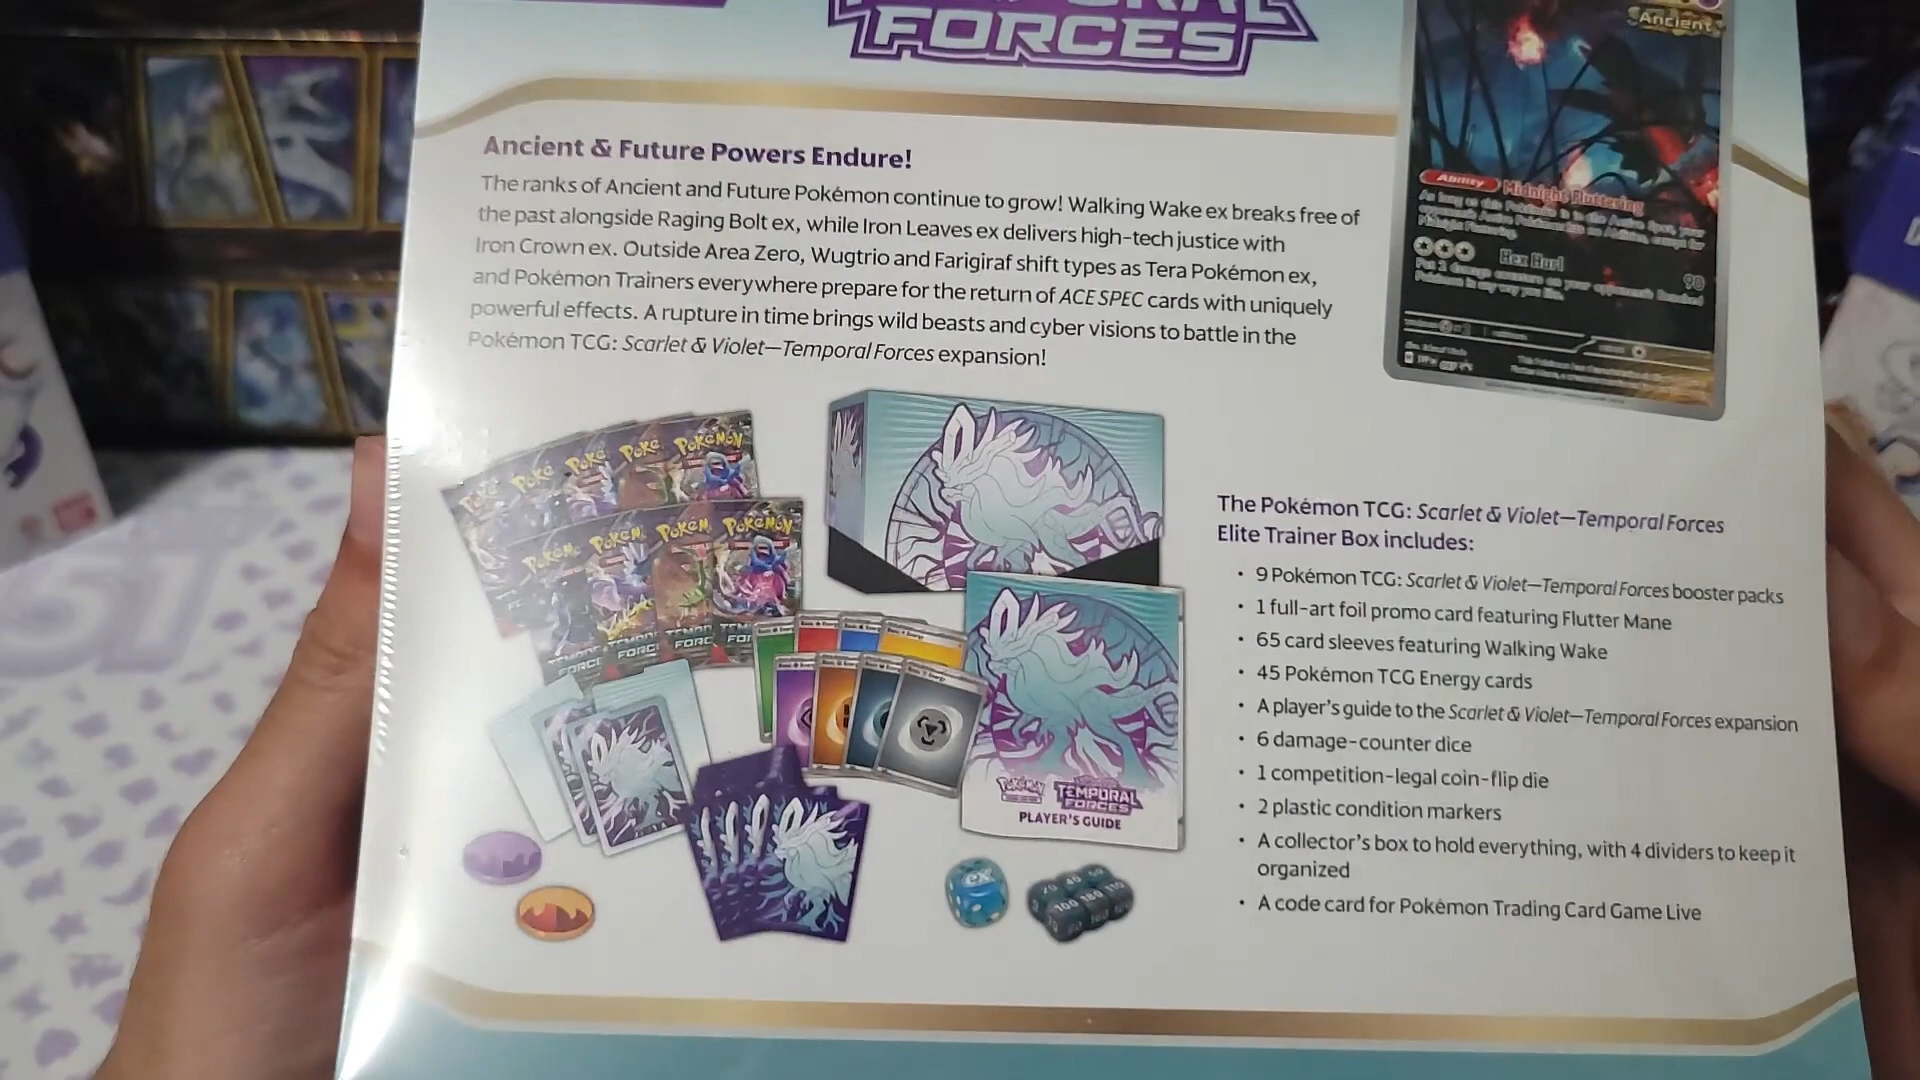 FORCES
Ancient
Ancient & Future Powers Endure!
The ranks of Ancient and Future Pokémon continue to grow! Walking Wake ex breaks free of
the past alongside Raging Bolt ex, while Iron Leaves ex delivers high-tech justice with
Iron Crown ex. Outside Area Zero, Wugtrio and Farigiraf shift types as Tera Pokémon ex,
and Pokémon Trainers everywhere prepare for the return of ACE SPEC cards with uniquely
powerful effects. A rupture in time brings wild beasts and cyber visions to battle in the
Pokémon TCG: Scarlet & Violet—Temporal Forces expansion!
Ability Midnight Fluttering
Hex Hurl
90
The Pokémon TCG: Scarlet & Violet—Temporal Forces
Elite Trainer Box includes:
• 9 Pokémon TCG: Scarlet & Violet—Temporal Forces booster packs
• 1 full-art foil promo card featuring Flutter Mane
• 65 card sleeves featuring Walking Wake
• 45 Pokémon TCG Energy cards
• A player's guide to the Scarlet & Violet—Temporal Forces expansion
• 6 damage-counter dice
• 1 competition-legal coin-flip die
• 2 plastic condition markers
• A collector's box to hold everything, with 4 dividers to keep it
organized
• A code card for Pokémon Trading Card Game Live
POKéMON
POKéMON
Pokémon
TEMPORAL
FORCES
PLAYER'S GUIDE
ex
100